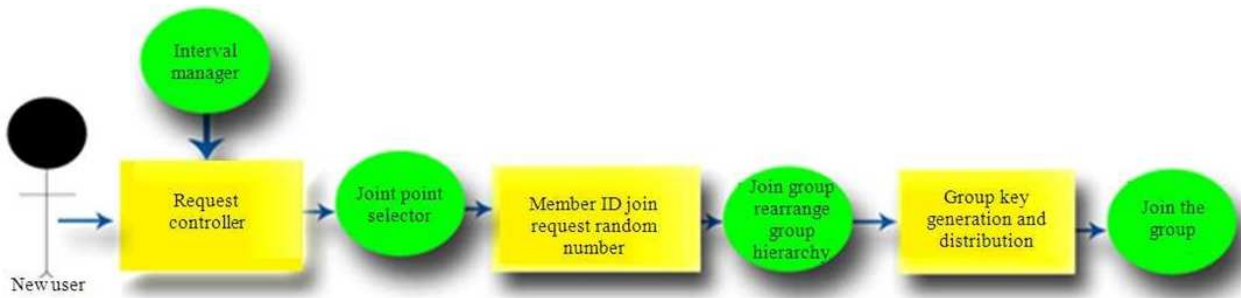 Interval
manager
New user
Request
controller
Joint point
selector
Member ID join
request random
number
Join group
rearrange
group
hierarchy
Group key
generation and
distribution
Join the
group